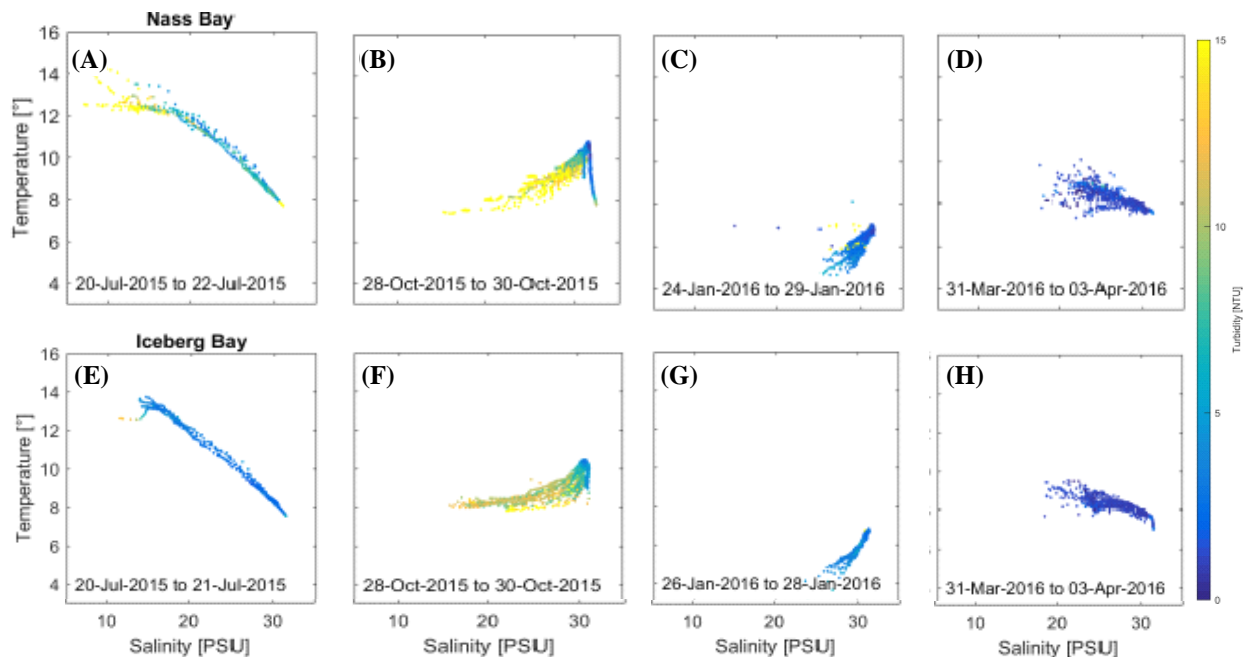 Nass Bay
(A)
(B)
(C)
(D)
16
14
12
10
8
6
4
Temperature [°]
20-Jul-2015 to 22-Jul-2015
28-Oct-2015 to 30-Oct-2015
24-Jan-2016 to 29-Jan-2016
31-Mar-2016 to 03-Apr-2016
15
10
5
0
Turbidity [NTU]
Iceberg Bay
(E)
(F)
(G)
(H)
16
14
12
10
8
6
4
Temperature [°]
20-Jul-2015 to 21-Jul-2015
28-Oct-2015 to 30-Oct-2015
26-Jan-2016 to 28-Jan-2016
31-Mar-2016 to 03-Apr-2016
10 20 30
10 20 30
10 20 30
10 20 30
Salinity [PSIU]
Salinity [PSIU]
Salinity [PSIU]
Salinity [PSIU]